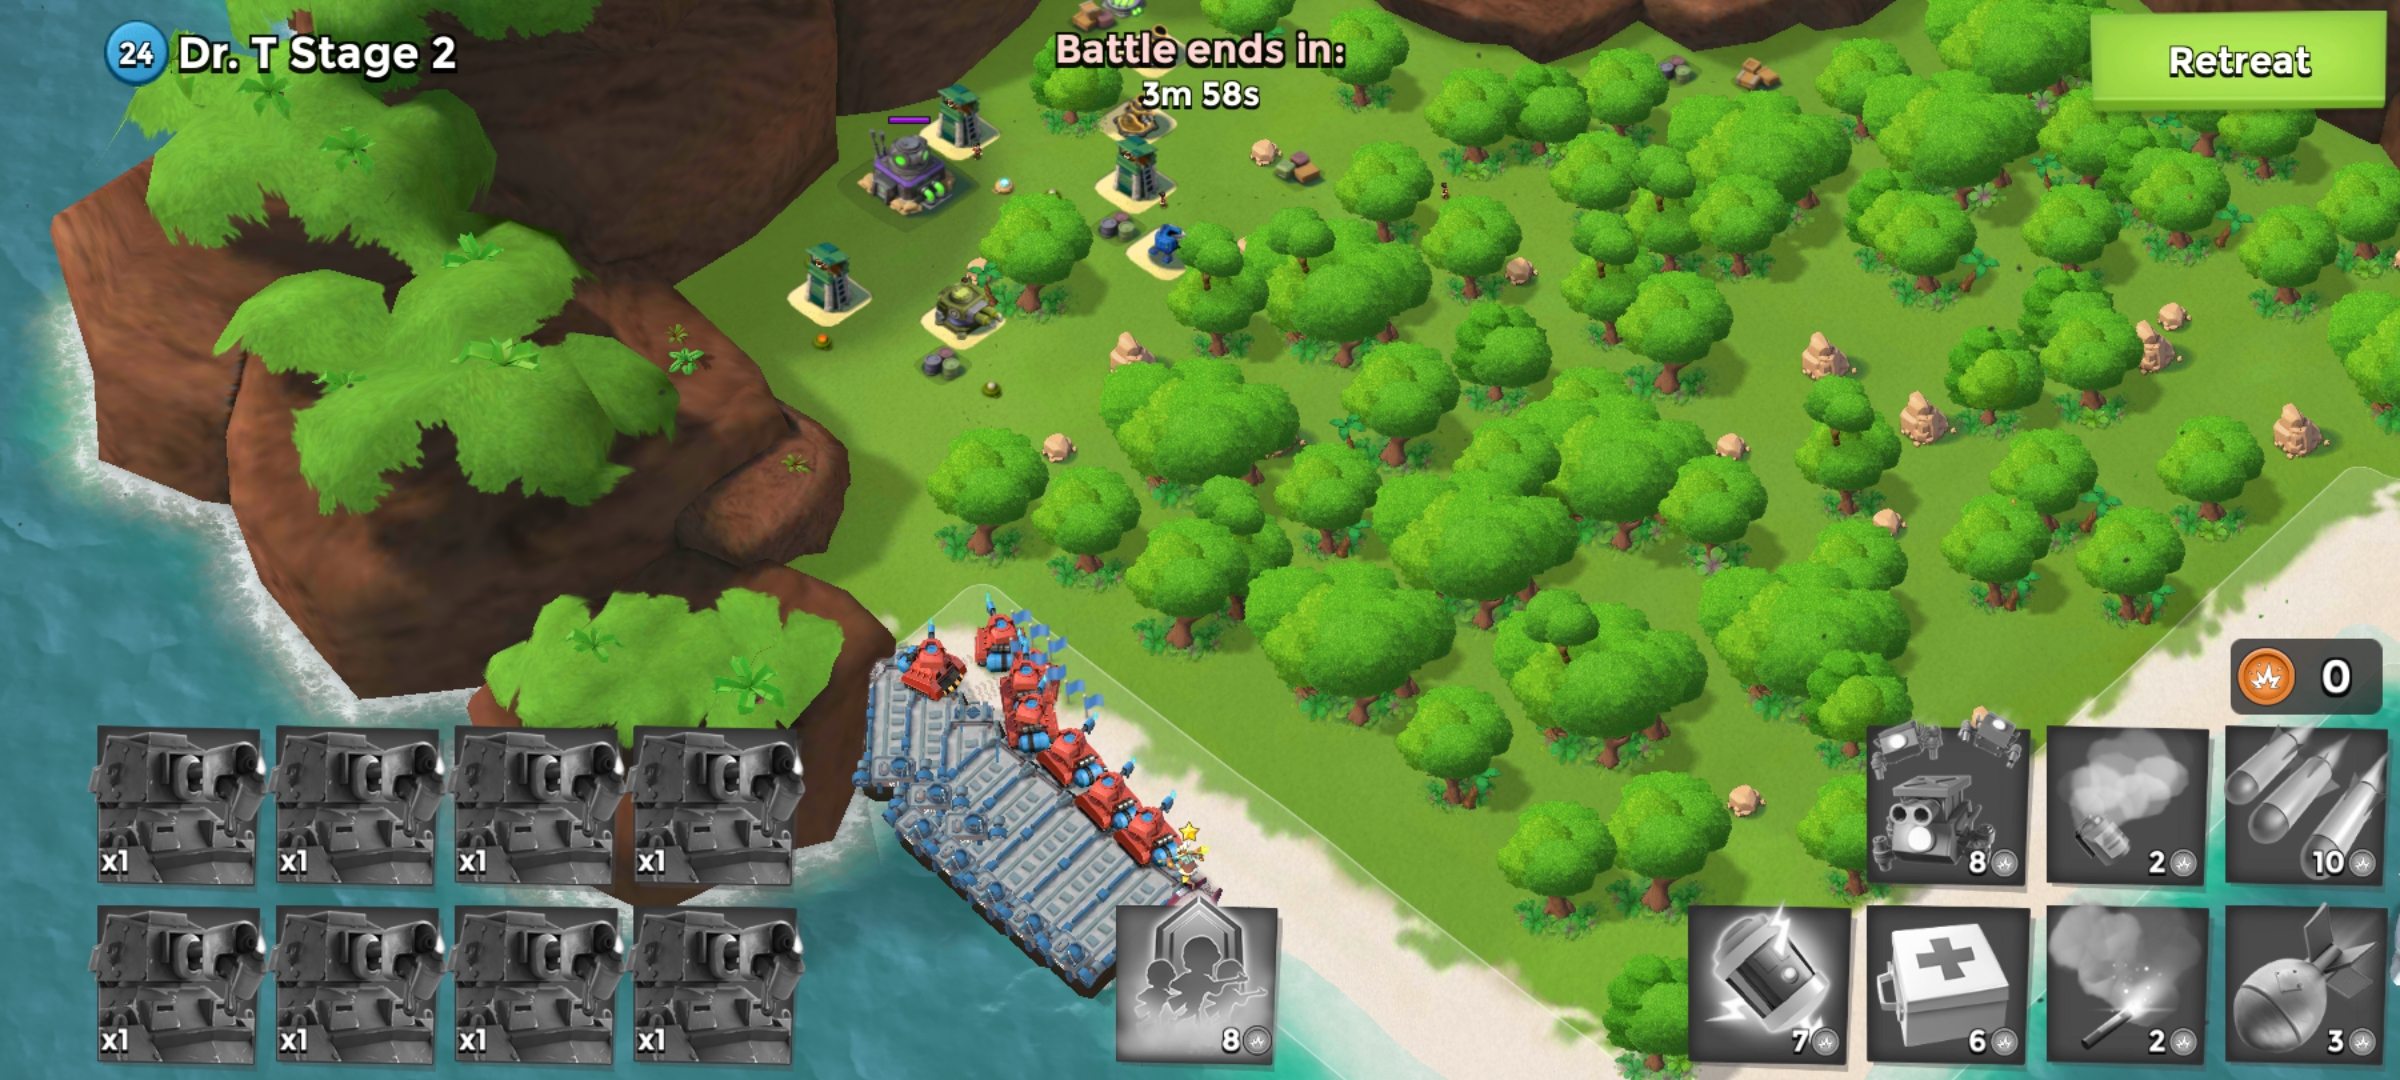 24 Dr. T Stage 2
Battle ends in:
3m 58s
Retreat
0
x1 x1 x1 x1
8 2 10
x1 x1 x1 x1
8 7 6 2 3